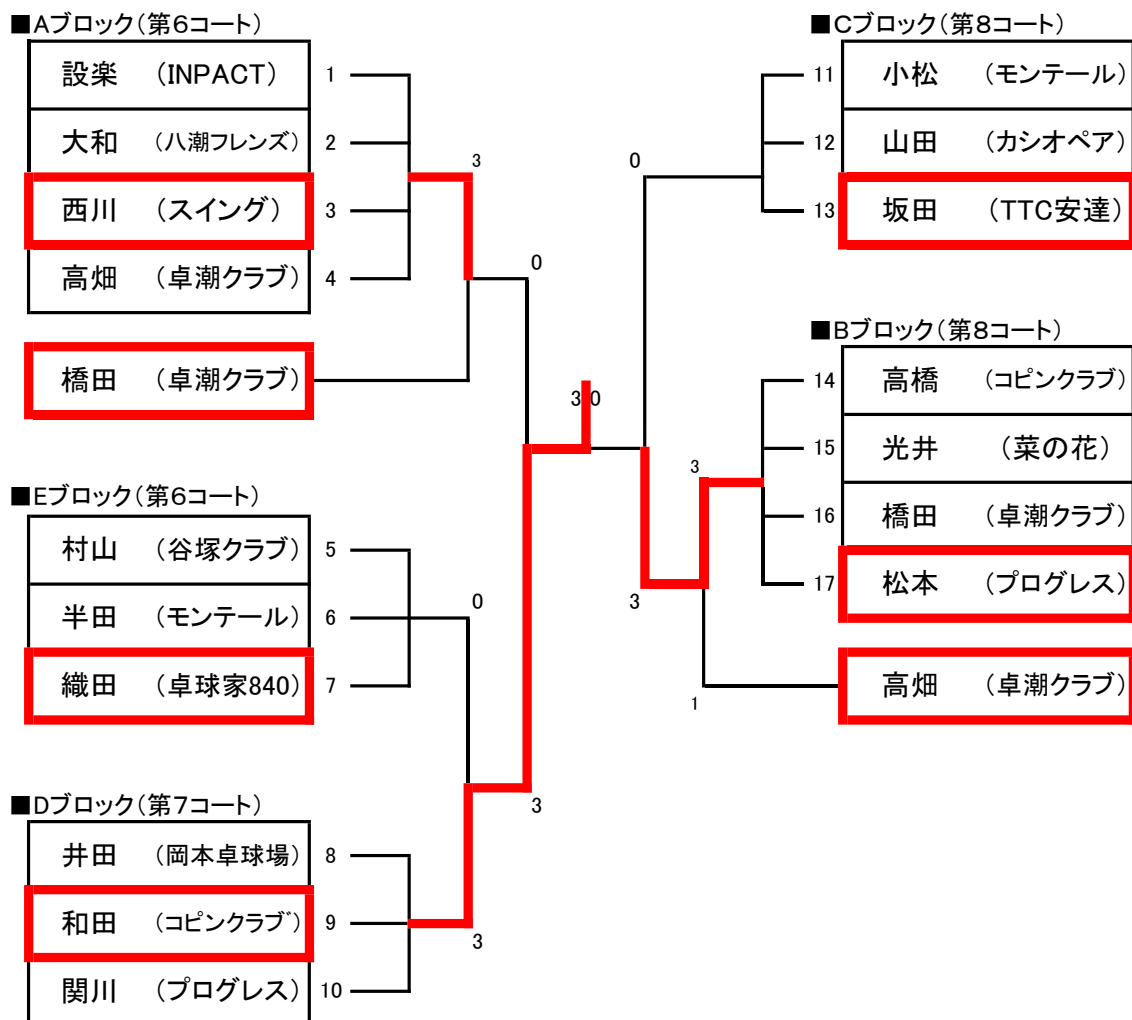 ■Aブロック(第6コート)
設楽 (INPACT) 1
大和 (八潮フレンズ) 2
西川 (スイング) 3
高畑 (卓潮クラブ) 4
橋田 (卓潮クラブ)
3
0
■Eブロック(第6コート)
村山 (谷塚クラブ) 5
半田 (モンテール) 6
織田 (卓球家840) 7
0
■Dブロック(第7コート)
井田 (岡本卓球場) 8
和田 (コピンクラブ) 9
関川 (プログレス) 10
3
3
3 0
■Cブロック(第8コート)
11 小松 (モンテール)
12 山田 (カシオペア)
13 坂田 (TTC安達)
0
■Bブロック(第8コート)
14 高橋 (コピンクラブ)
15 光井 (菜の花)
16 橋田 (卓潮クラブ)
17 松本 (プログレス)
高畑 (卓潮クラブ)
3
3
1